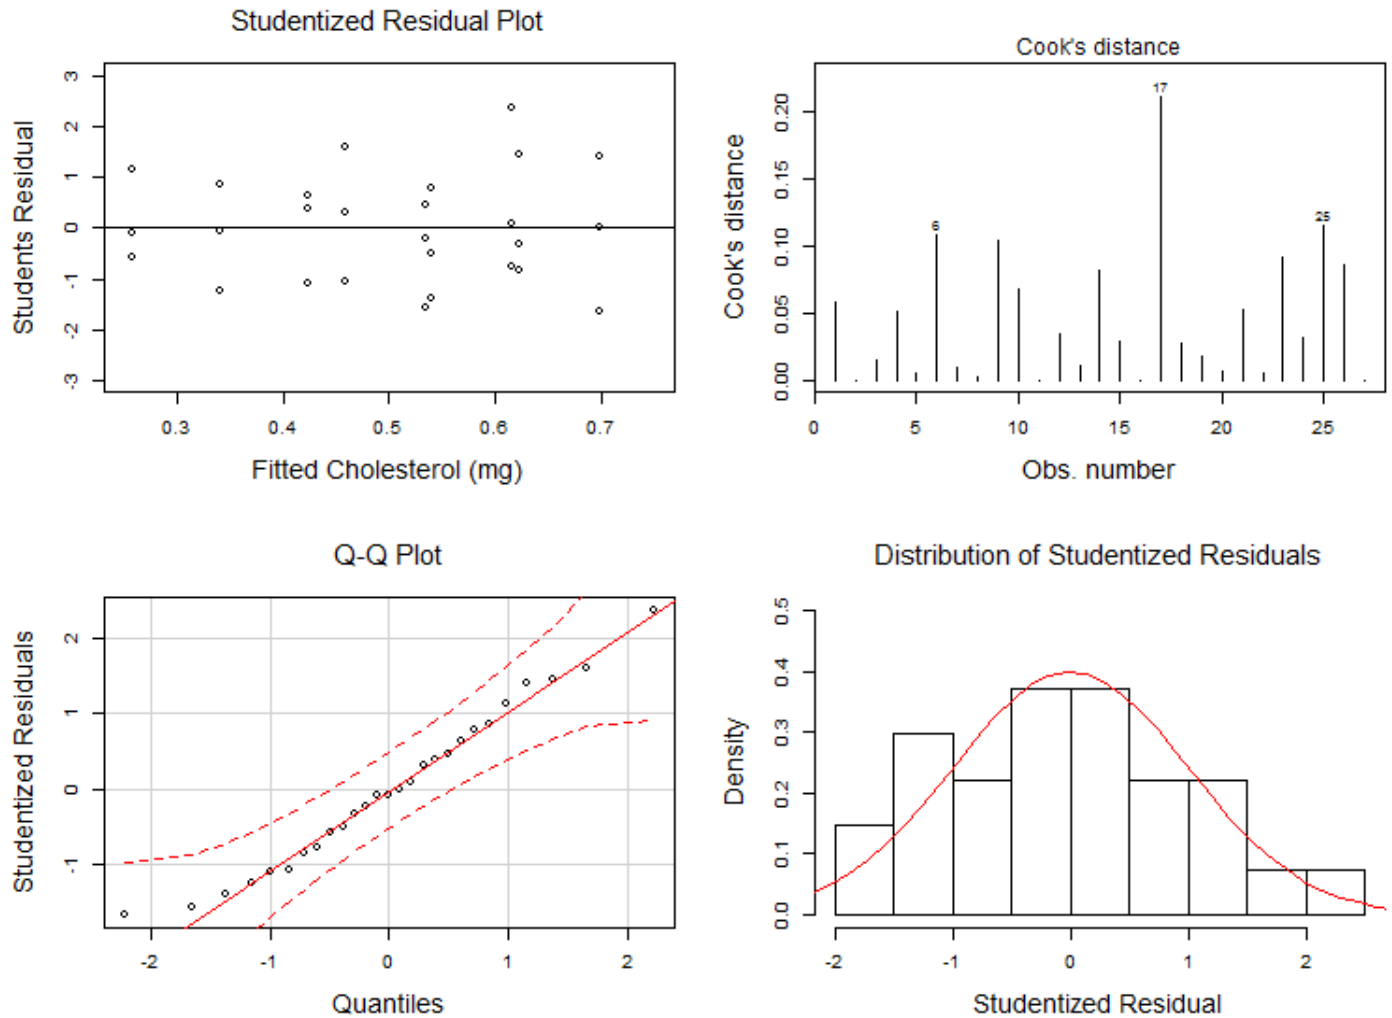 Studentized Residual Plot
3
2
1
0
-1
-2
-3
Students Residual
0.3 0.4 0.5 0.6 0.7
Fitted Cholesterol (mg)
Cook's distance
17
6
25
0.20
0.15
0.10
0.05
0.00
Cook's distance
0 5 10 15 20 25
Obs. number
Q-Q Plot
2
1
0
-1
Studentized Residuals
-2 -1 0 1 2
Quantiles
Distribution of Studentized Residuals
0.5
0.4
0.3
0.2
0.1
0.0
Density
-2 -1 0 1 2
Studentized Residual